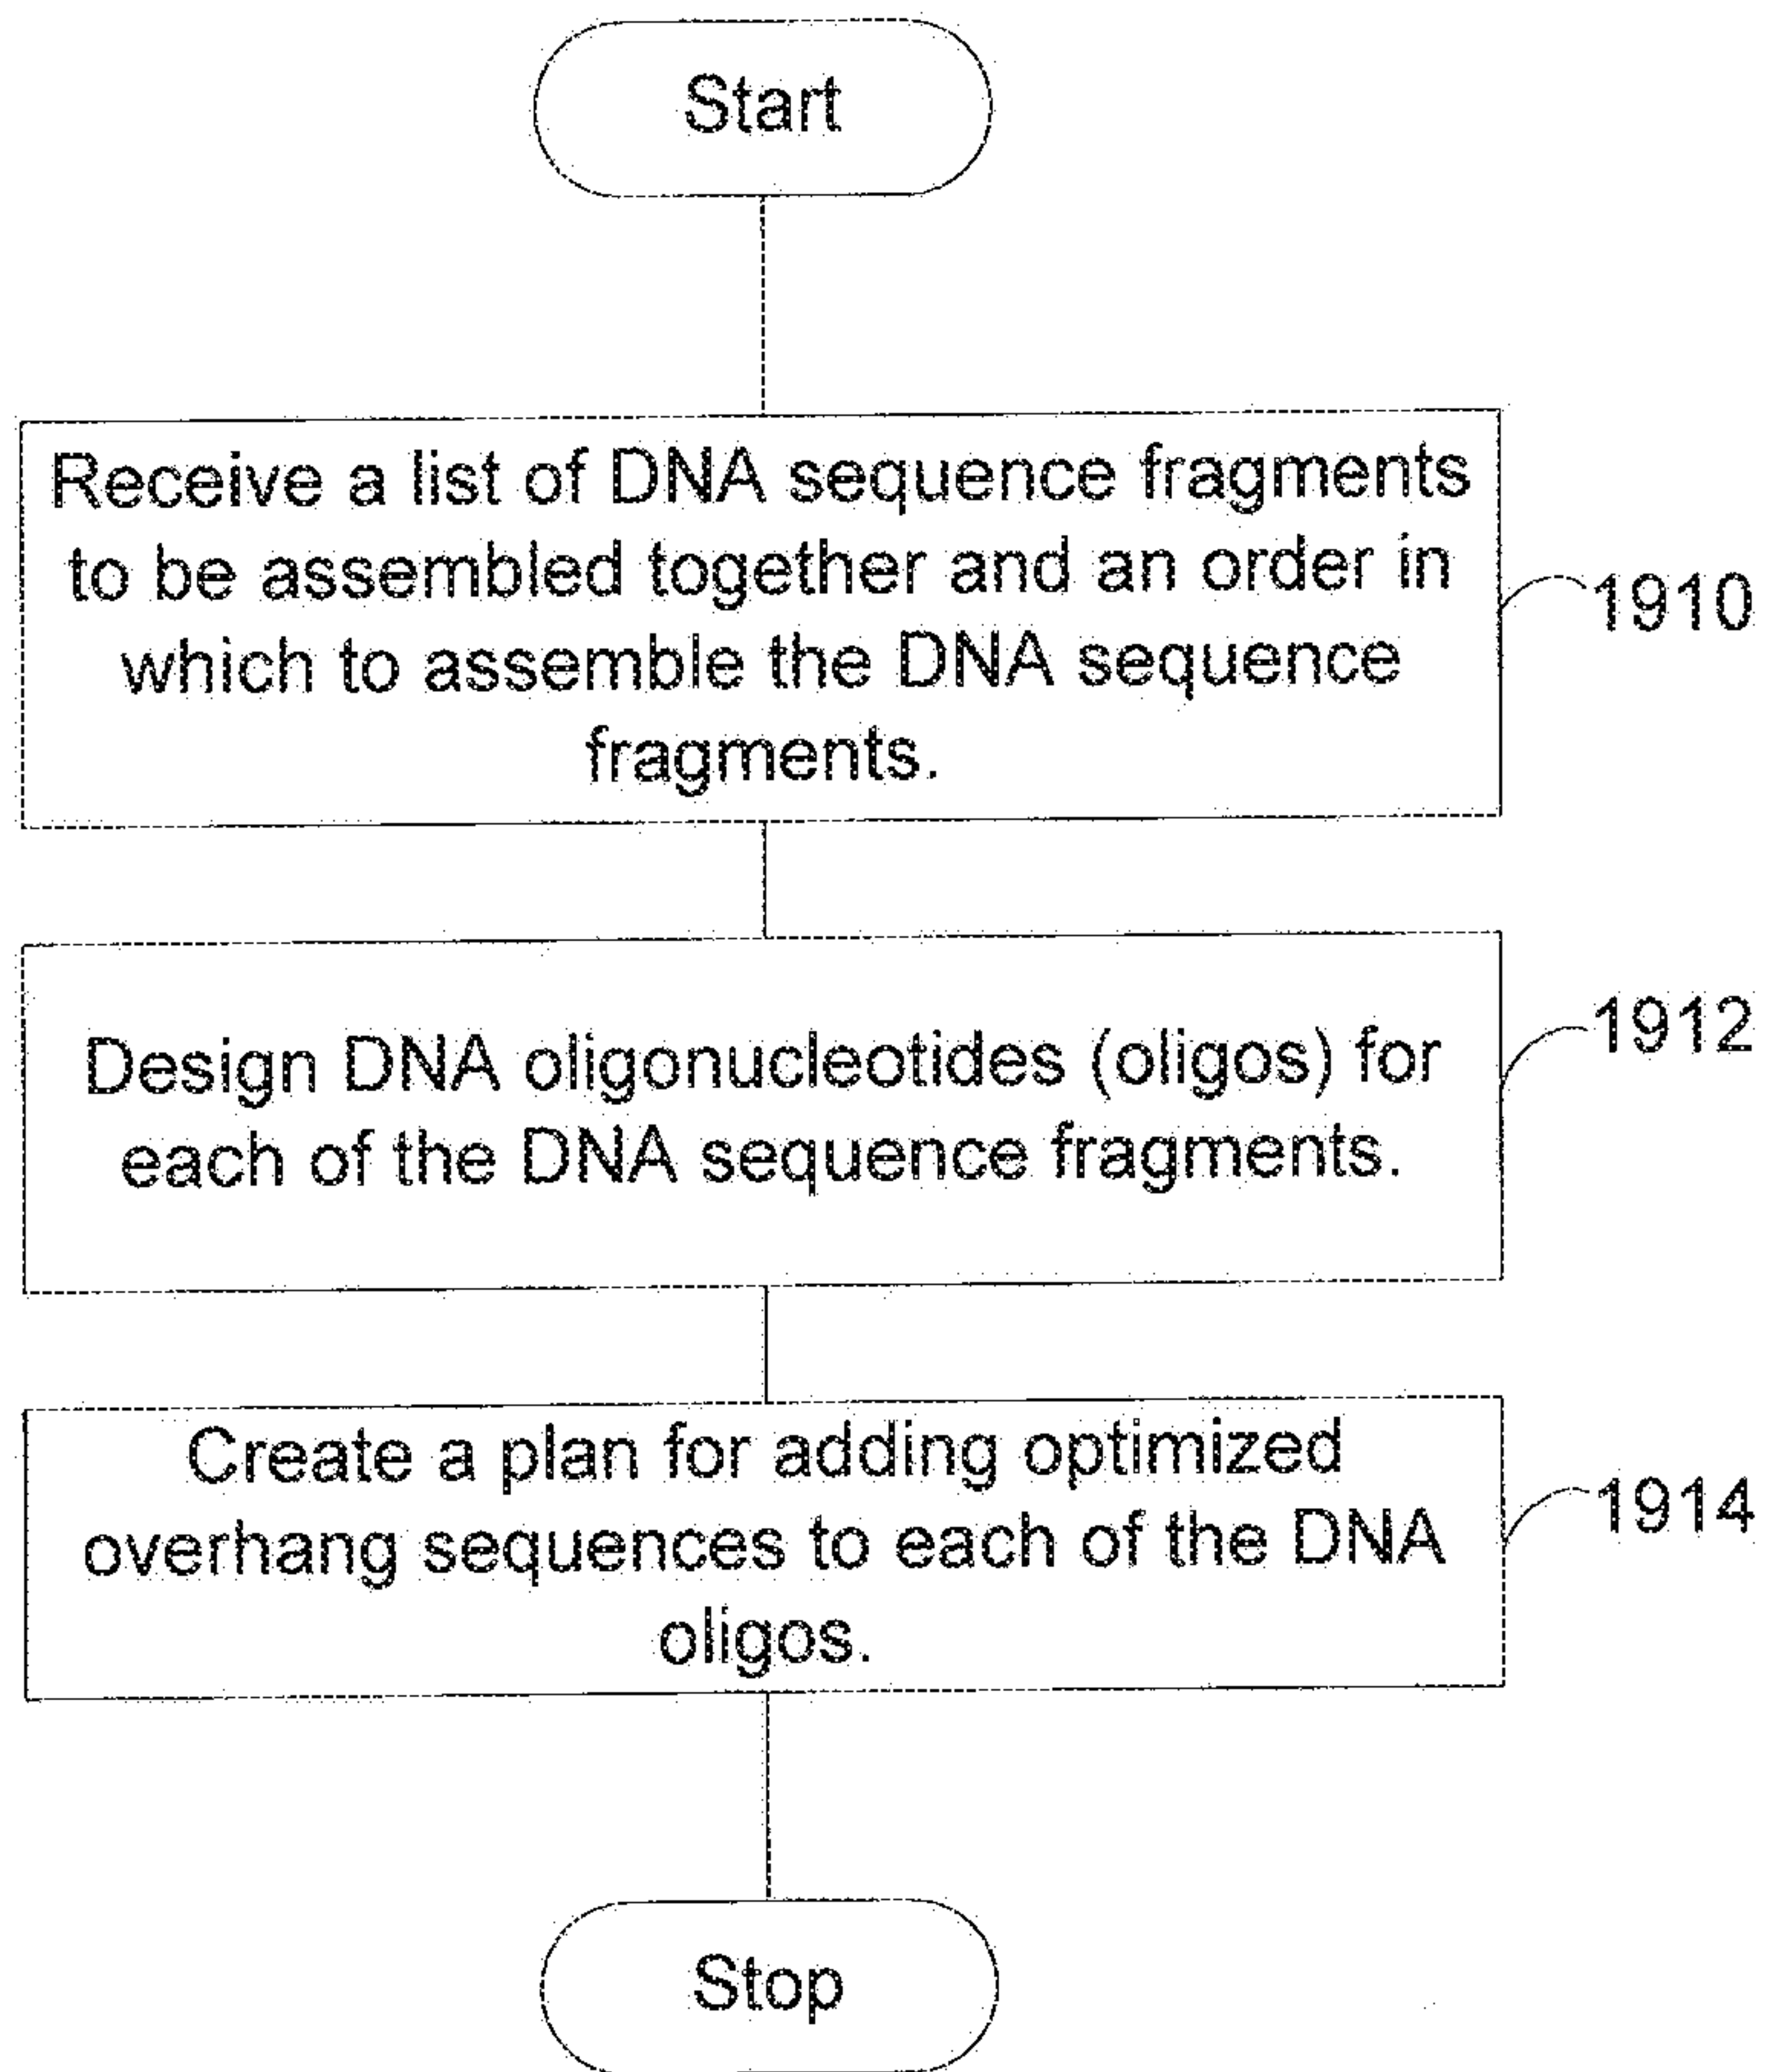 Start
Receive a list of DNA sequence fragments
to be assembled together and an order in
which to assemble the DNA sequence
fragments.
1910
Design DNA oligonucleotides (oligos) for
each of the DNA sequence fragments.
1912
Create a plan for adding optimized
overhang sequences to each of the DNA
oligos.
1914
Stop